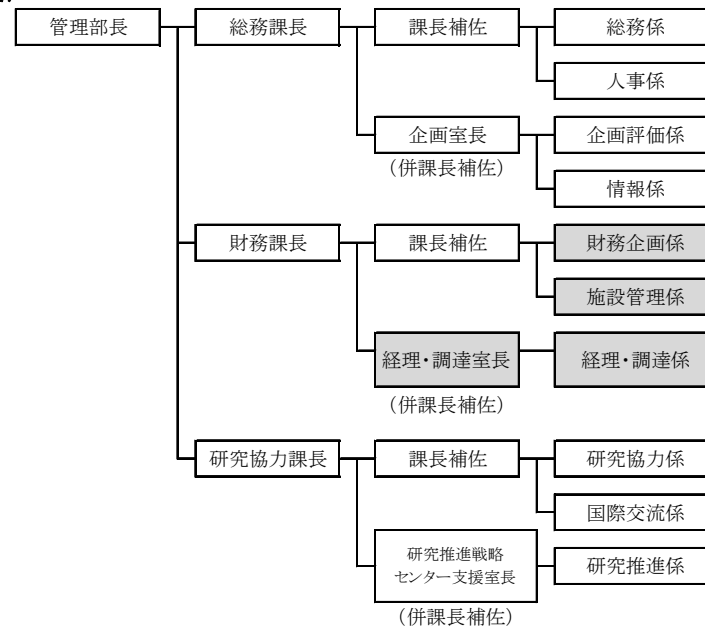 管理部長
総務課長
課長補佐
総務係
人事係
企画室長
(併課長補佐)
企画評価係
情報係
財務課長
課長補佐
財務企画係
施設管理係
経理・調達室長
(併課長補佐)
経理・調達係
研究協力課長
課長補佐
研究協力係
国際交流係
研究推進戦略
センター支援室長
(併課長補佐)
研究推進係